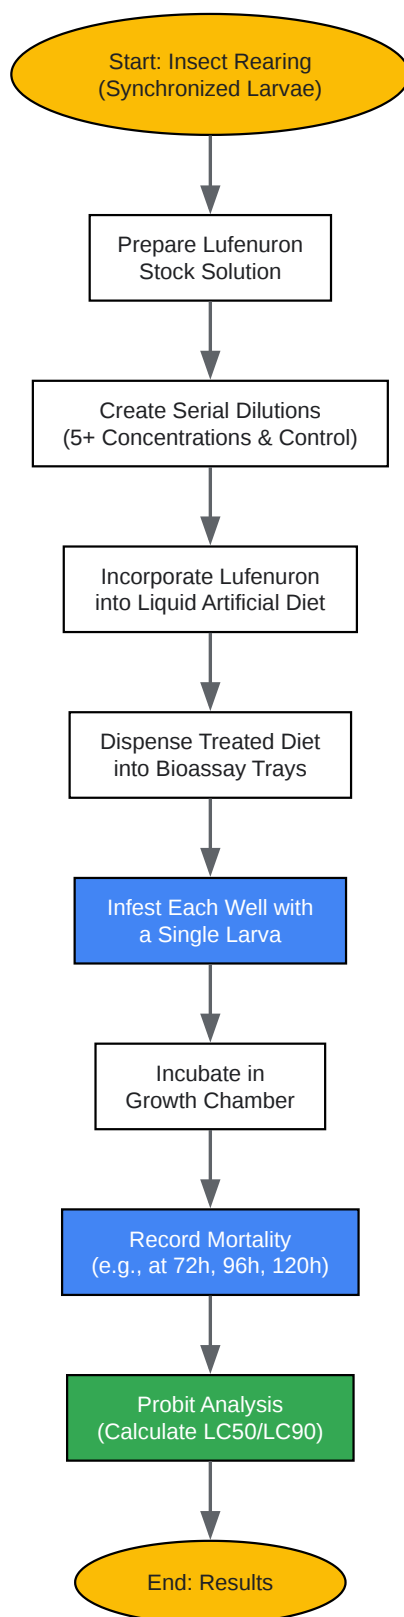 Start: Insect Rearing
(Synchronized Larvae)
Prepare Lufenuron
Stock Solution
Create Serial Dilutions
(5+ Concentrations & Control)
Incorporate Lufenuron
into Liquid Artificial Diet
Dispense Treated Diet
into Bioassay Trays
Infest Each Well with
a Single Larva
Incubate in
Growth Chamber
Record Mortality
(e.g., at 72h, 96h, 120h)
Probit Analysis
(Calculate LC50/LC90)
End: Results